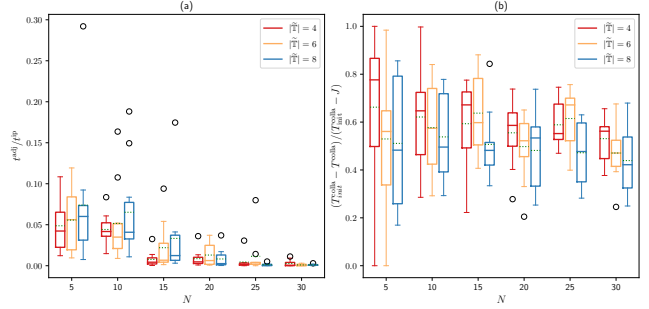 (a)
0.30
0.25
0.20
0.15
0.10
0.05
0.00
t^adj/t^ip
5 10 15 20 25 30
N
|T̃| = 4
|T̃| = 6
|T̃| = 8
(b)
1.0
0.8
0.6
0.4
0.2
0.0
(T_init^colla − T^colla)/(T_init^colla − J)
5 10 15 20 25 30
N
|T̃| = 4
|T̃| = 6
|T̃| = 8